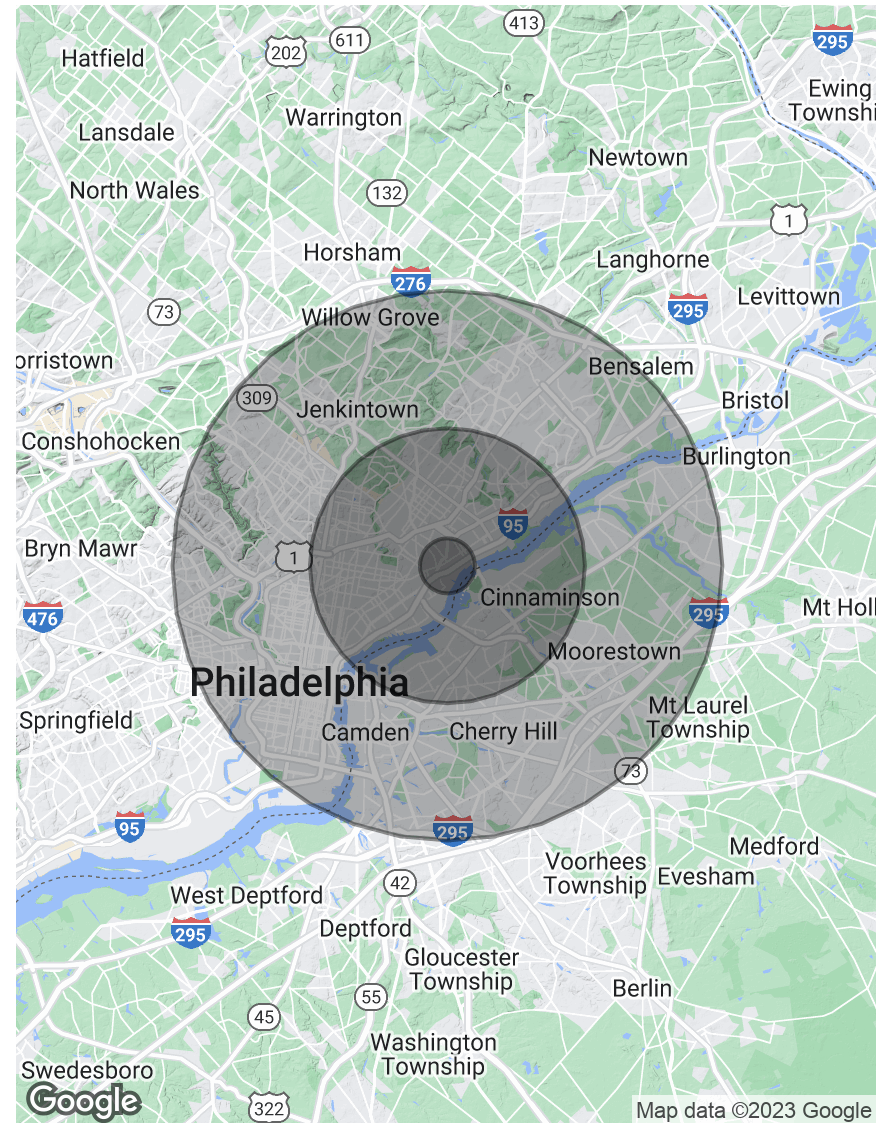 413
611
202
295
Hatfield
Ewing
Townshi
Warrington
Lansdale
Newtown
North Wales
132
1
Horsham
Langhorne
276
Levittown
295
73
Willow Grove
orristown
Bensalem
309
Jenkintown
Bristol
Conshohocken
Burlington
95
Bryn Mawr
1
Cinnaminson
476
295
Mt Holl
Moorestown
Philadelphia
Springfield
Mt Laurel
Township
Camden
Cherry Hill
73
95
295
Medford
Voorhees
Township
Evesham
42
West Deptford
295
Deptford
Gloucester
Township
Berlin
55
45
Washington
Township
Swedesboro
Google
322
Map data ©2023 Google